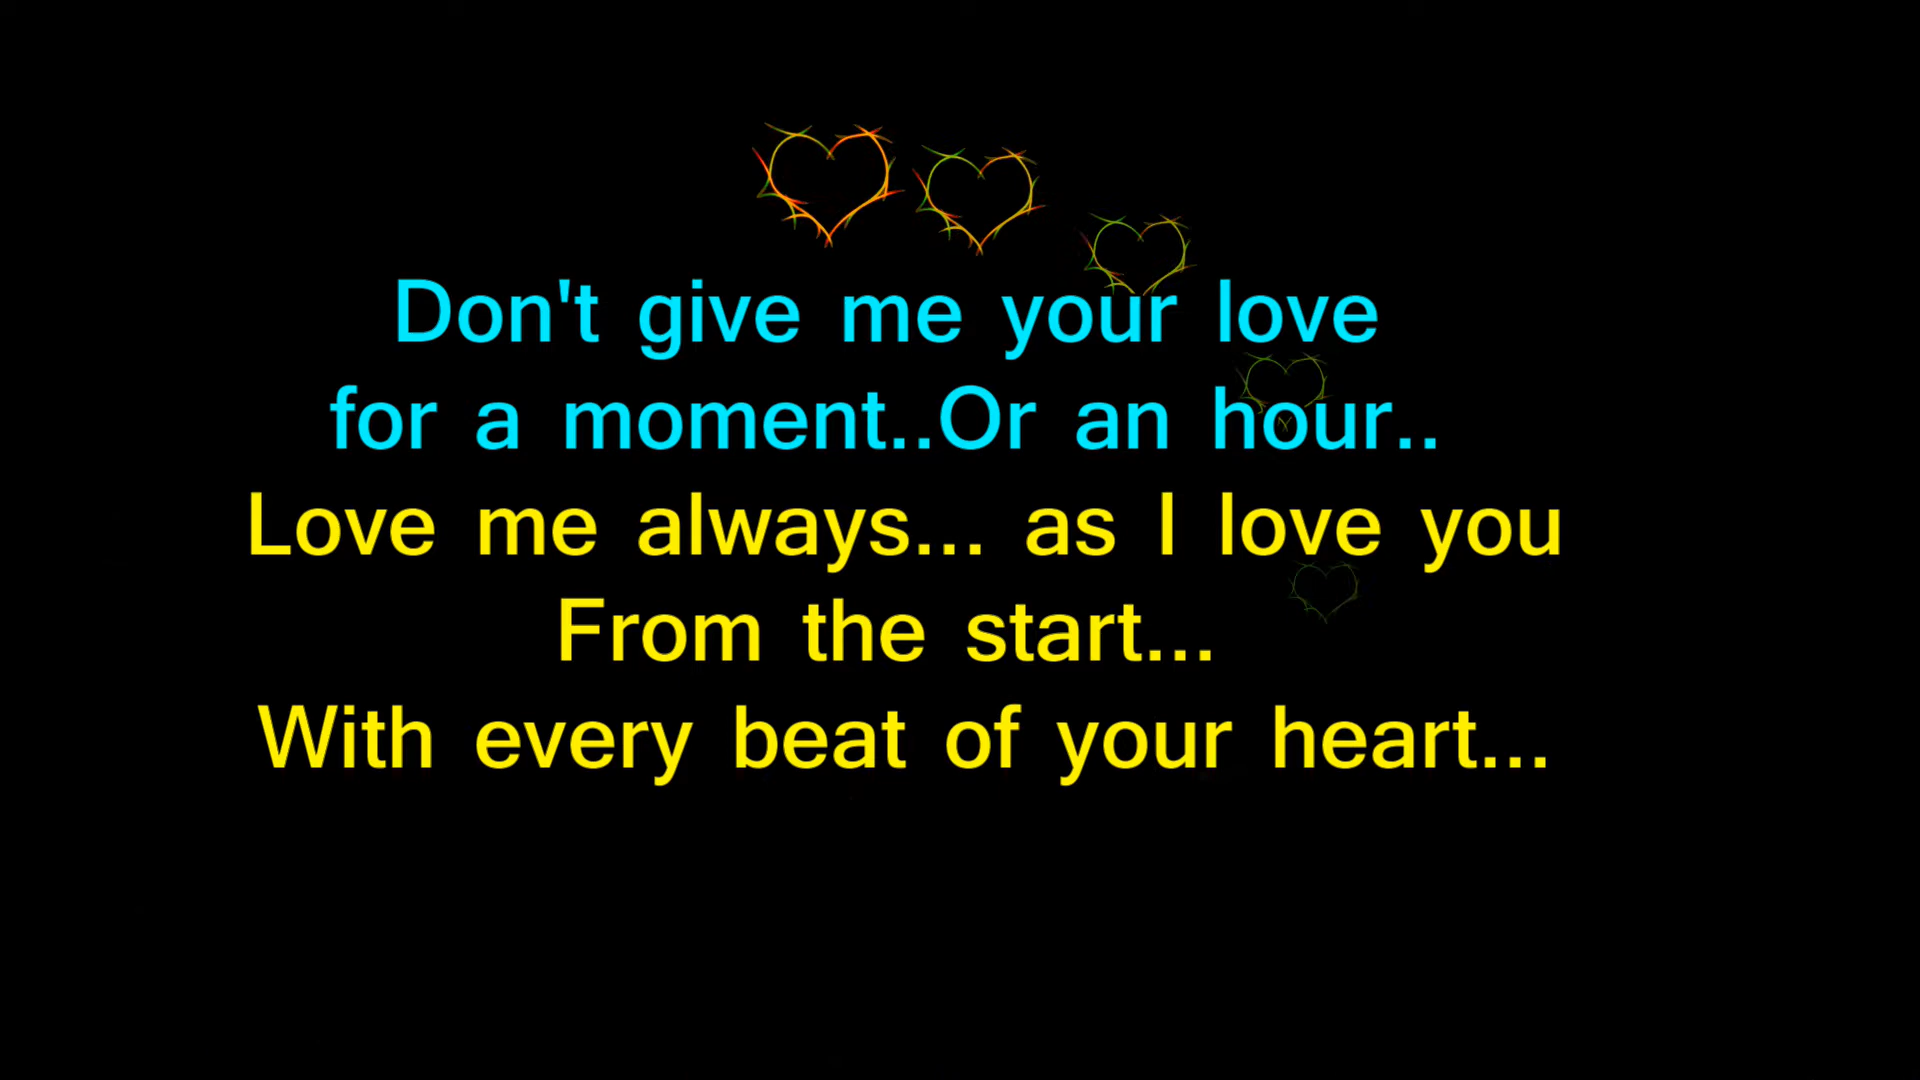 Don't give me your love
for a moment..Or an hour..
Love me always... as I love you
From the start...
With every beat of your heart...